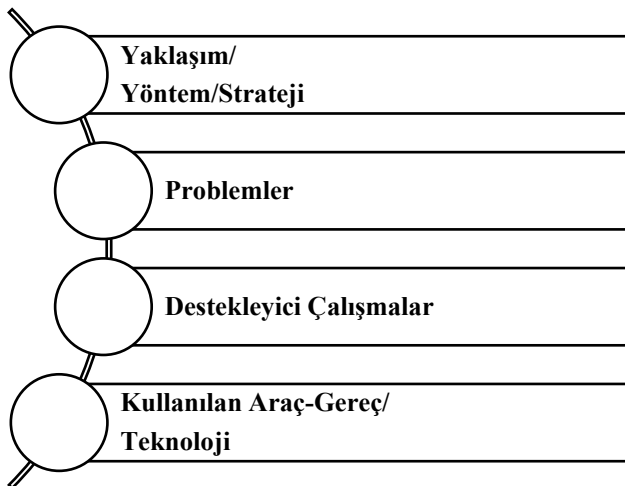 Yaklaşım/
Yöntem/Strateji
Problemler
Destekleyici Çalışmalar
Kullanılan Araç-Gereç/
Teknoloji